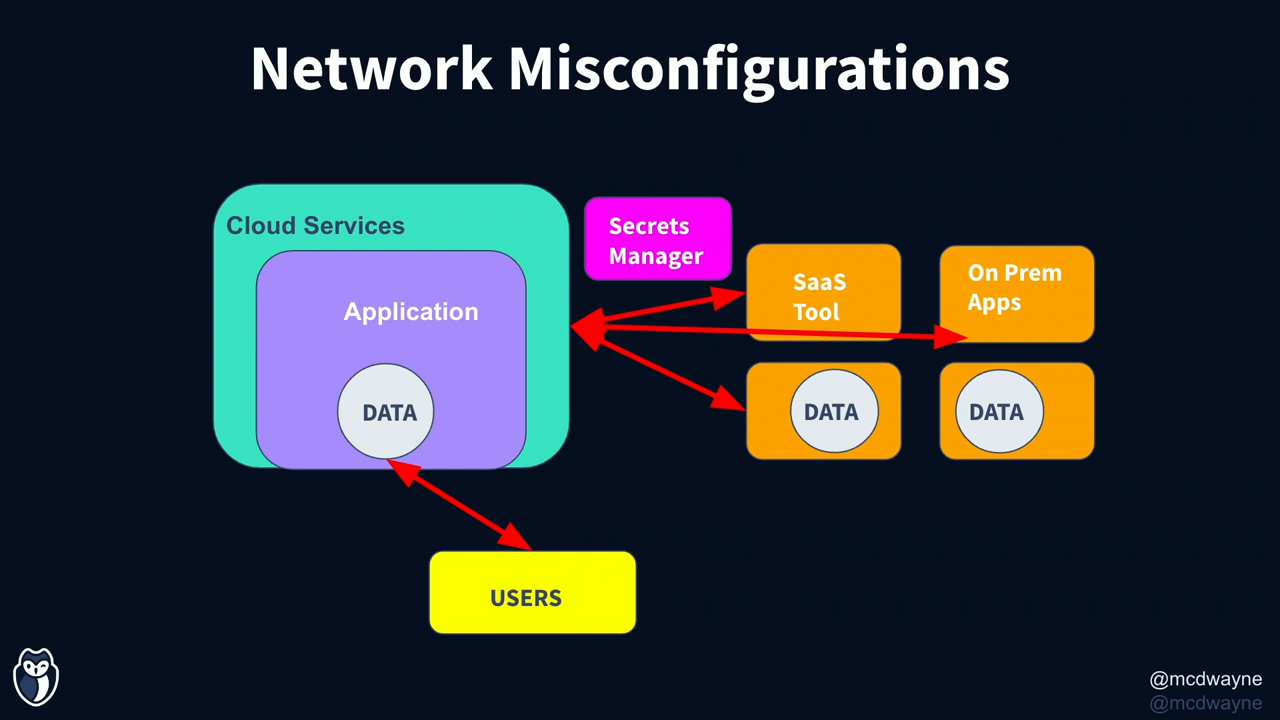 Network Misconfigurations
Cloud Services
Application
DATA
Secrets
Manager
SaaS
Tool
On Prem
Apps
DATA
DATA
USERS
@mcdwayne
@mcdwayne